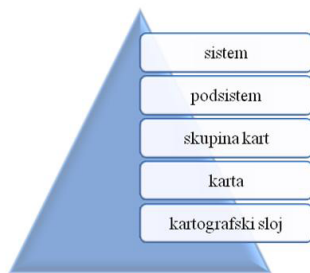 sistem
podsistem
skupina kart
karta
kartografski sloj